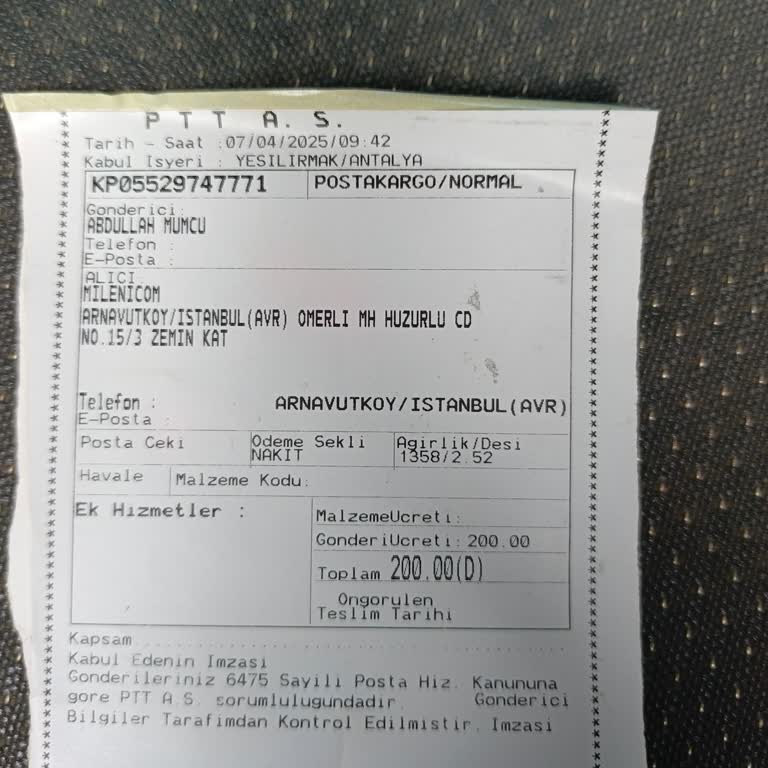 PTT A.S.
Tarih - Saat :07/04/2025/09:42
Kabul Isyeri : YESILIRMAK/ANTALYA
KP05529747771 POSTAKARGO/NORMAL
Gonderici:
ABDULLAH MUMCU
Telefon :
E-Posta :
ALICI
MILENICOM
ARNAVUTKOY/ISTANBUL(AVR) OMERLI MH HUZURLU CD
NO.15/3 ZEMIN KAT
Telefon : ARNAVUTKOY/ISTANBUL(AVR)
E-Posta :
Posta Ceki Odeme Sekli Agirlik/Desi
NAKIT 1358/2.52
Havale Malzeme Kodu:
Ek Hızmetler : MalzemeUcreti:
GonderiUcreti: 200.00
Toplam 200.00(D)
Ongorulen
Teslim Tarihi
Kapsam......................................
Kabul Edenin Imzasi
Gonderileriniz 6475 Sayili Posta Hiz. Kanununa
gore PTT A.S. sorumlulugundadir. Gonderici
Bilgiler Tarafimdan Kontrol Edilmistir. Imzasi